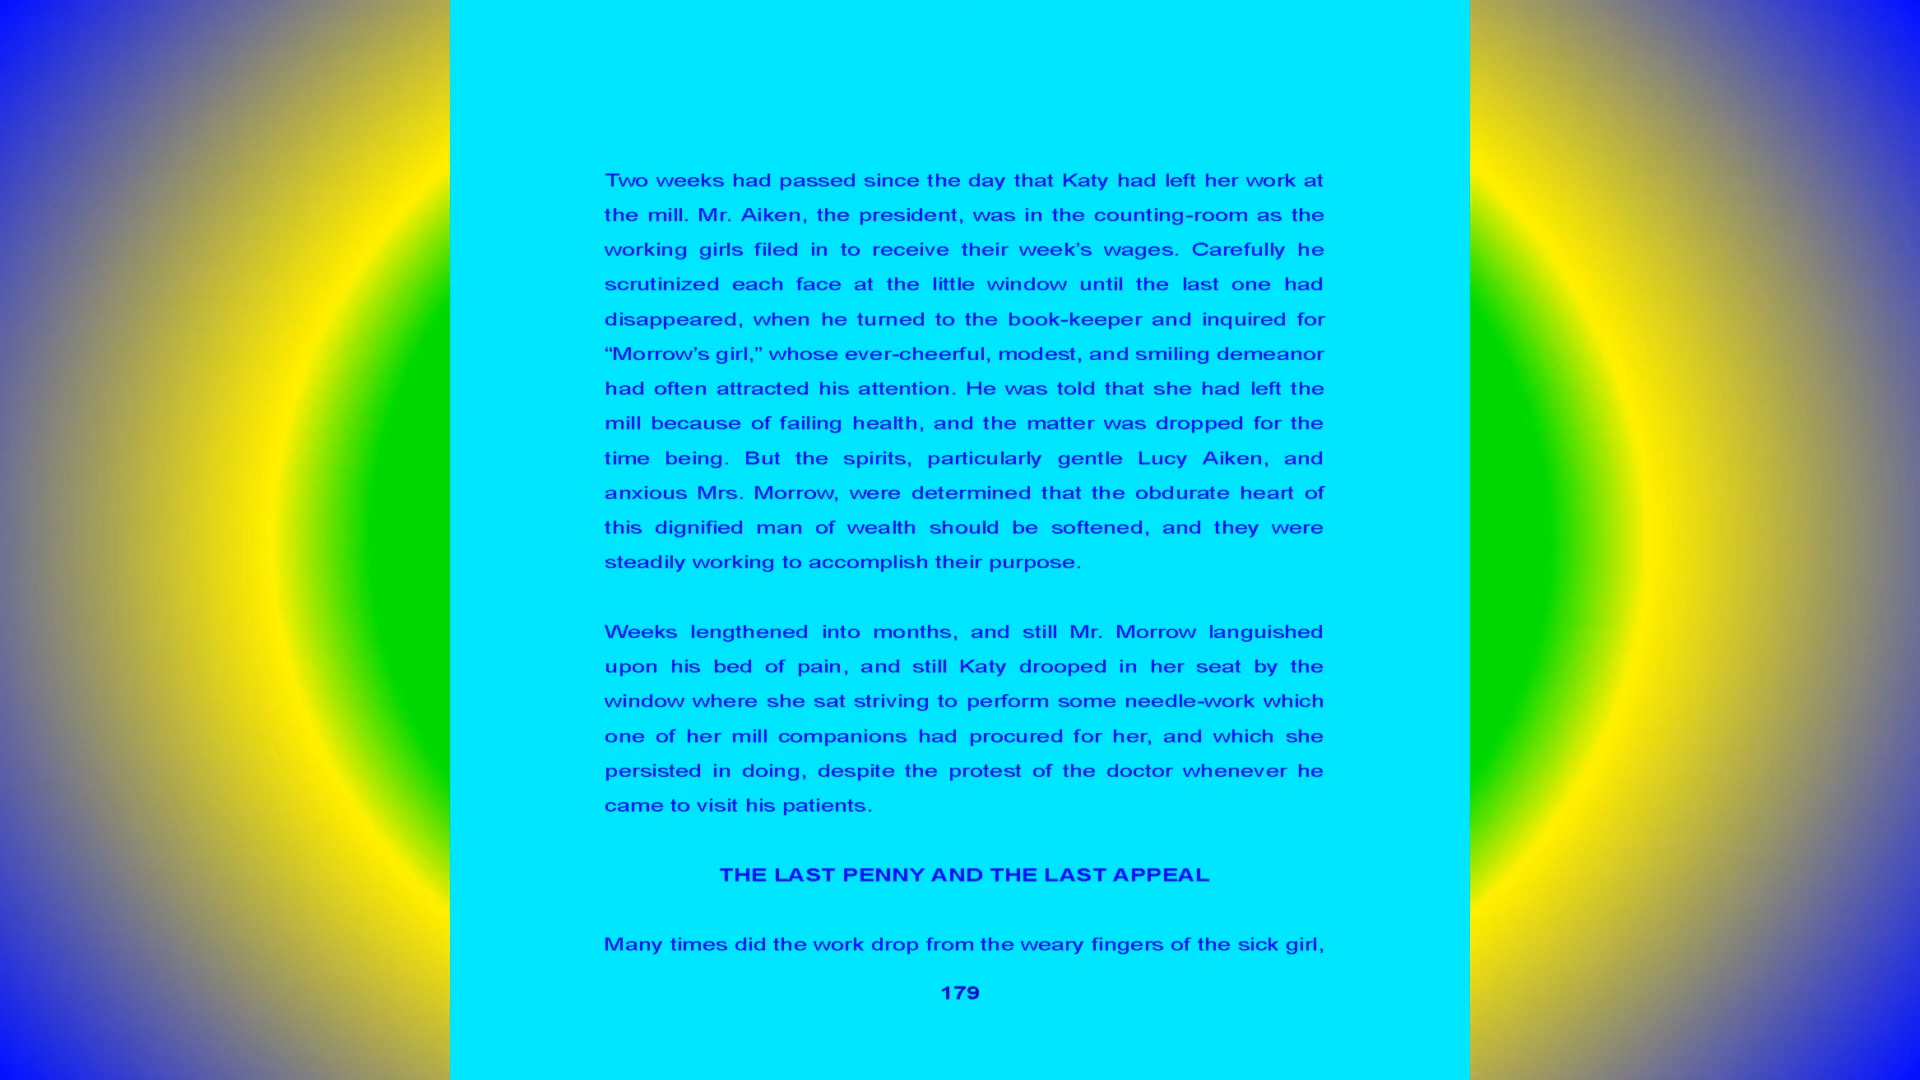 Two weeks had passed since the day that Katy had left her work at
the mill. Mr. Aiken, the president, was in the counting-room as the
working girls filed in to receive their week’s wages. Carefully he
scrutinized each face at the little window until the last one had
disappeared, when he turned to the book-keeper and inquired for
“Morrow’s girl,” whose ever-cheerful, modest, and smiling demeanor
had often attracted his attention. He was told that she had left the
mill because of failing health, and the matter was dropped for the
time being. But the spirits, particularly gentle Lucy Aiken, and
anxious Mrs. Morrow, were determined that the obdurate heart of
this dignified man of wealth should be softened, and they were
steadily working to accomplish their purpose.
Weeks lengthened into months, and still Mr. Morrow languished
upon his bed of pain, and still Katy drooped in her seat by the
window where she sat striving to perform some needle-work which
one of her mill companions had procured for her, and which she
persisted in doing, despite the protest of the doctor whenever he
came to visit his patients.
THE LAST PENNY AND THE LAST APPEAL
Many times did the work drop from the weary fingers of the sick girl,
179